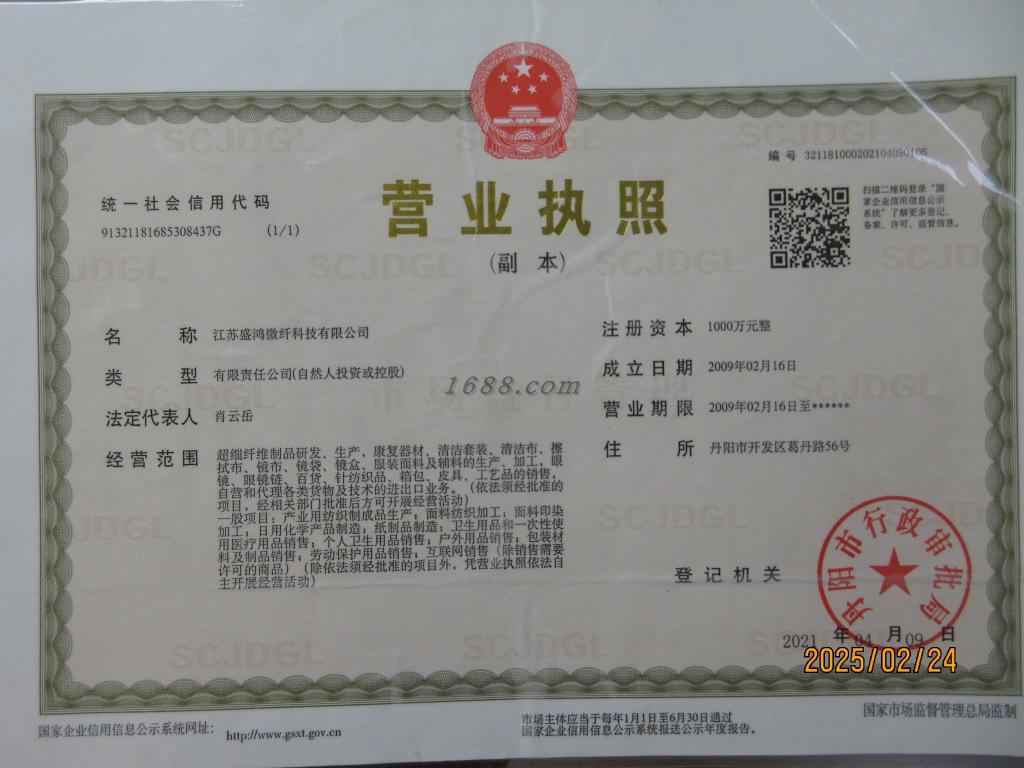 编 号 321181000202104090106
统一社会信用代码
91321181685308437G (1/1)
营业执照
(副 本)
扫描二维码登录“国
家企业信用信息公示
系统”了解更多登记、
备案、许可、监管信息。
名 称 江苏盛鸿微纤科技有限公司
类 型 有限责任公司(自然人投资或控股)
法定代表人 肖云岳
经营范围 超细纤维制品研发、生产，康复器材、清洁套装、清洁布、擦
拭布、镜布、镜袋、镜盒、服装面料及辅料的生产、加工，眼
镜、眼镜链、百货、针纺织品、箱包、皮具、工艺品的销售，
自营和代理各类货物及技术的进出口业务。（依法须经批准的
项目，经相关部门批准后方可开展经营活动）
一般项目：产业用纺织制成品生产；面料纺织加工；面料印染
加工；日用化学产品制造；纸制品制造；卫生用品和一次性使
用医疗用品销售；个人卫生用品销售；户外用品销售；包装材
料及制品销售；劳动保护用品销售；互联网销售（除销售需要
许可的商品）（除依法须经批准的项目外，凭营业执照依法自
主开展经营活动）
注册资本 1000万元整
成立日期 2009年02月16日
营业期限 2009年02月16日至******
住 所 丹阳市开发区葛丹路56号
1688.com
登记机关
丹阳市行政审批局
2021 年 04 月 09 日
2025/02/24
国家企业信用信息公示系统网址： http://www.gsxt.gov.cn
市场主体应当于每年1月1日至6月30日通过
国家企业信用信息公示系统报送公示年度报告。
国家市场监督管理总局监制
SCJDGL
SCJDGL
SCJDGL
SCJDGL
SCJDGL
SCJDGL
SCJDGL
SCJDGL
市场监督管理
SCJDGL
SCJDGL
SCJDGL
SCJDGL
SCJDGL
SCJDGL